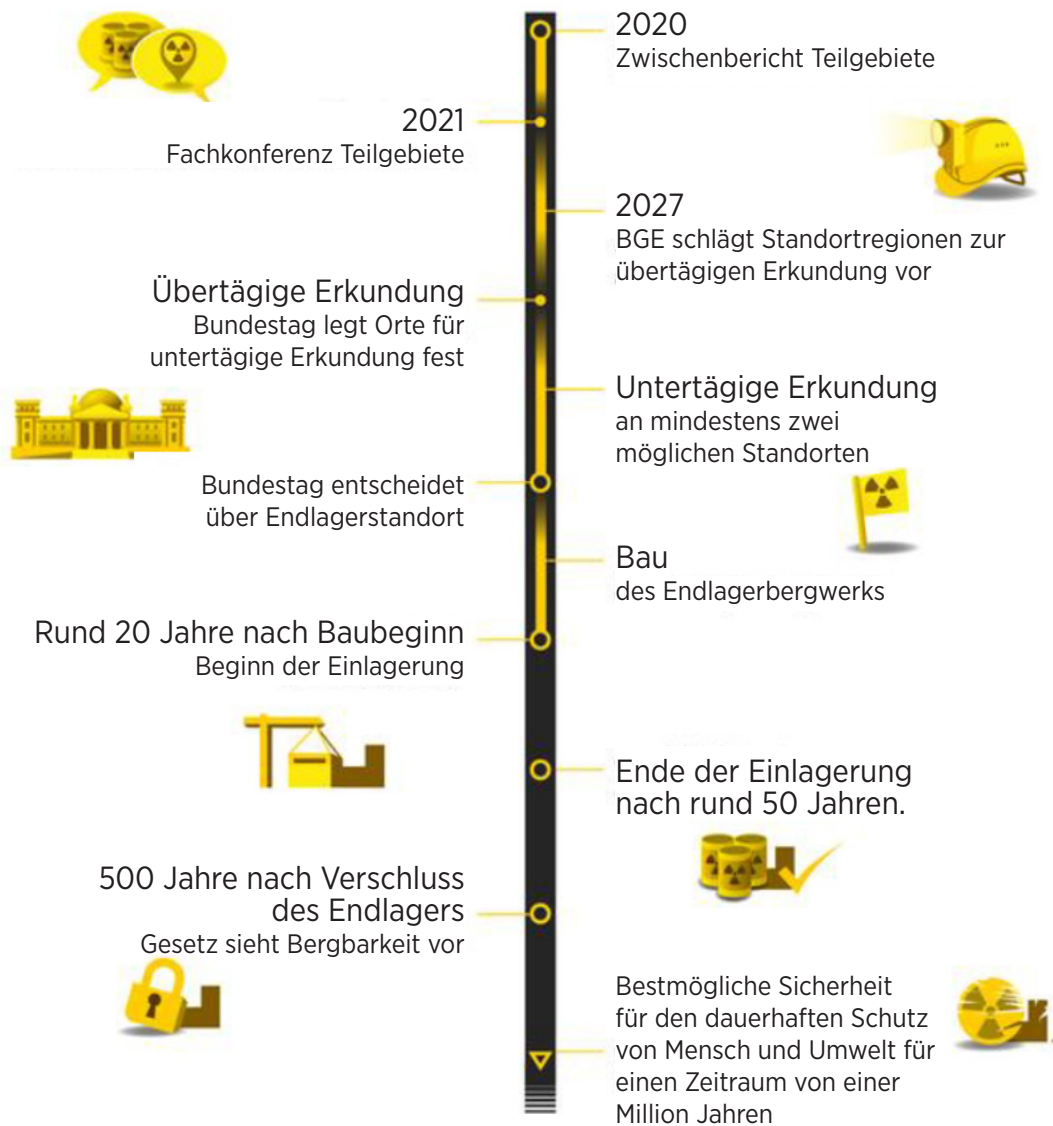 2020
Zwischenbericht Teilgebiete
2021
Fachkonferenz Teilgebiete
2027
BGE schlägt Standortregionen zur
übertägigen Erkundung vor
Übertägige Erkundung
Bundestag legt Orte für
untertägige Erkundung fest
Untertägige Erkundung
an mindestens zwei
möglichen Standorten
Bundestag entscheidet
über Endlagerstandort
Bau
des Endlagerbergwerks
Rund 20 Jahre nach Baubeginn
Beginn der Einlagerung
Ende der Einlagerung
nach rund 50 Jahren.
500 Jahre nach Verschluss
des Endlagers
Gesetz sieht Bergbarkeit vor
Bestmögliche Sicherheit
für den dauerhaften Schutz
von Mensch und Umwelt für
einen Zeitraum von einer
Million Jahren